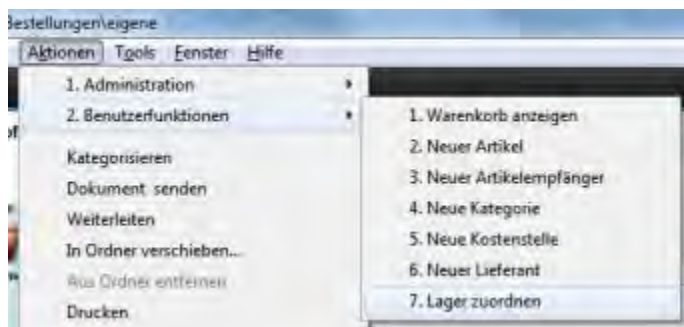 Bestellungen\eigene
Aktionen Tools Fenster Hilfe
1. Administration
2. Benutzerfunktionen
Kategorisieren
Dokument senden
Weiterleiten
In Ordner verschieben...
Aus Ordner entfernen
Drucken
1. Warenkorb anzeigen
2. Neuer Artikel
3. Neuer Artikelempfänger
4. Neue Kategorie
5. Neue Kostenstelle
6. Neuer Lieferant
7. Lager zuordnen